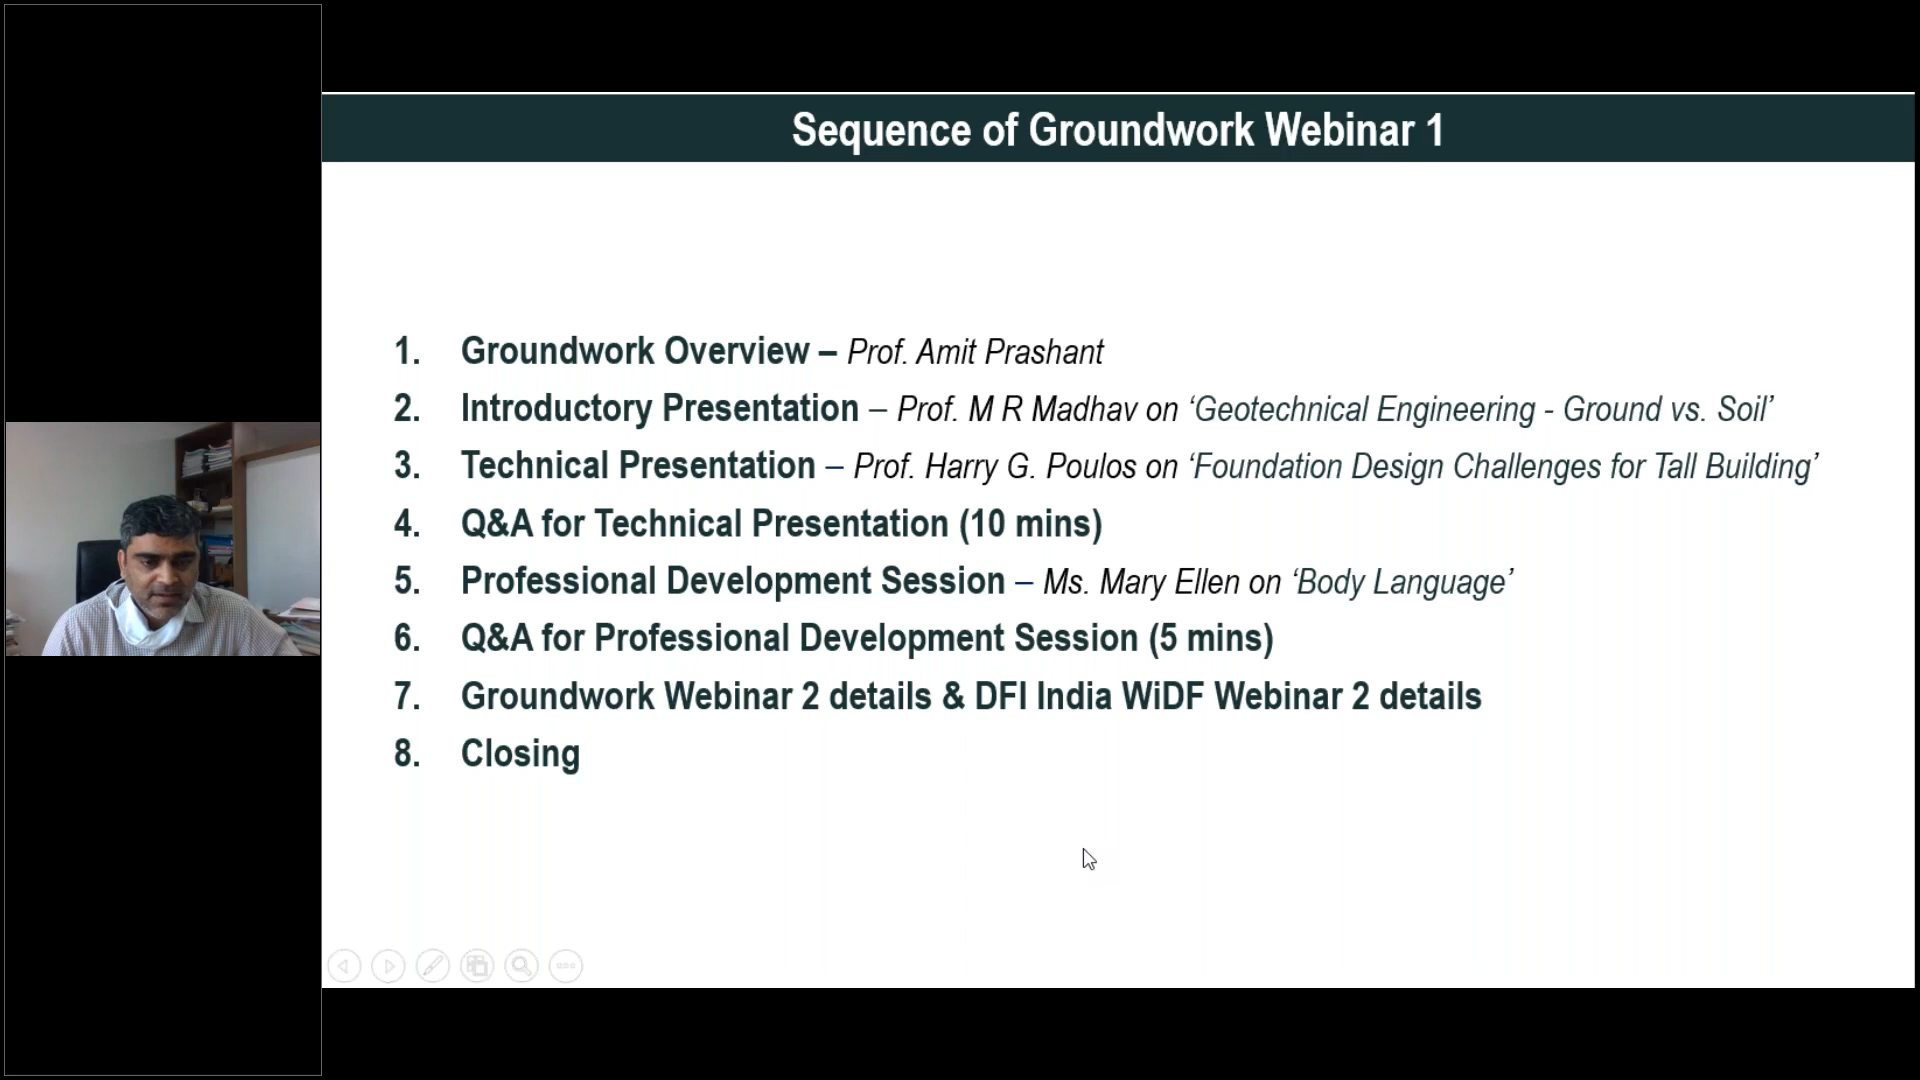 Sequence of Groundwork Webinar 1
1. Groundwork Overview – Prof. Amit Prashant
2. Introductory Presentation – Prof. M R Madhav on ‘Geotechnical Engineering - Ground vs. Soil’
3. Technical Presentation – Prof. Harry G. Poulos on ‘Foundation Design Challenges for Tall Building’
4. Q&A for Technical Presentation (10 mins)
5. Professional Development Session – Ms. Mary Ellen on ‘Body Language’
6. Q&A for Professional Development Session (5 mins)
7. Groundwork Webinar 2 details & DFI India WiDF Webinar 2 details
8. Closing